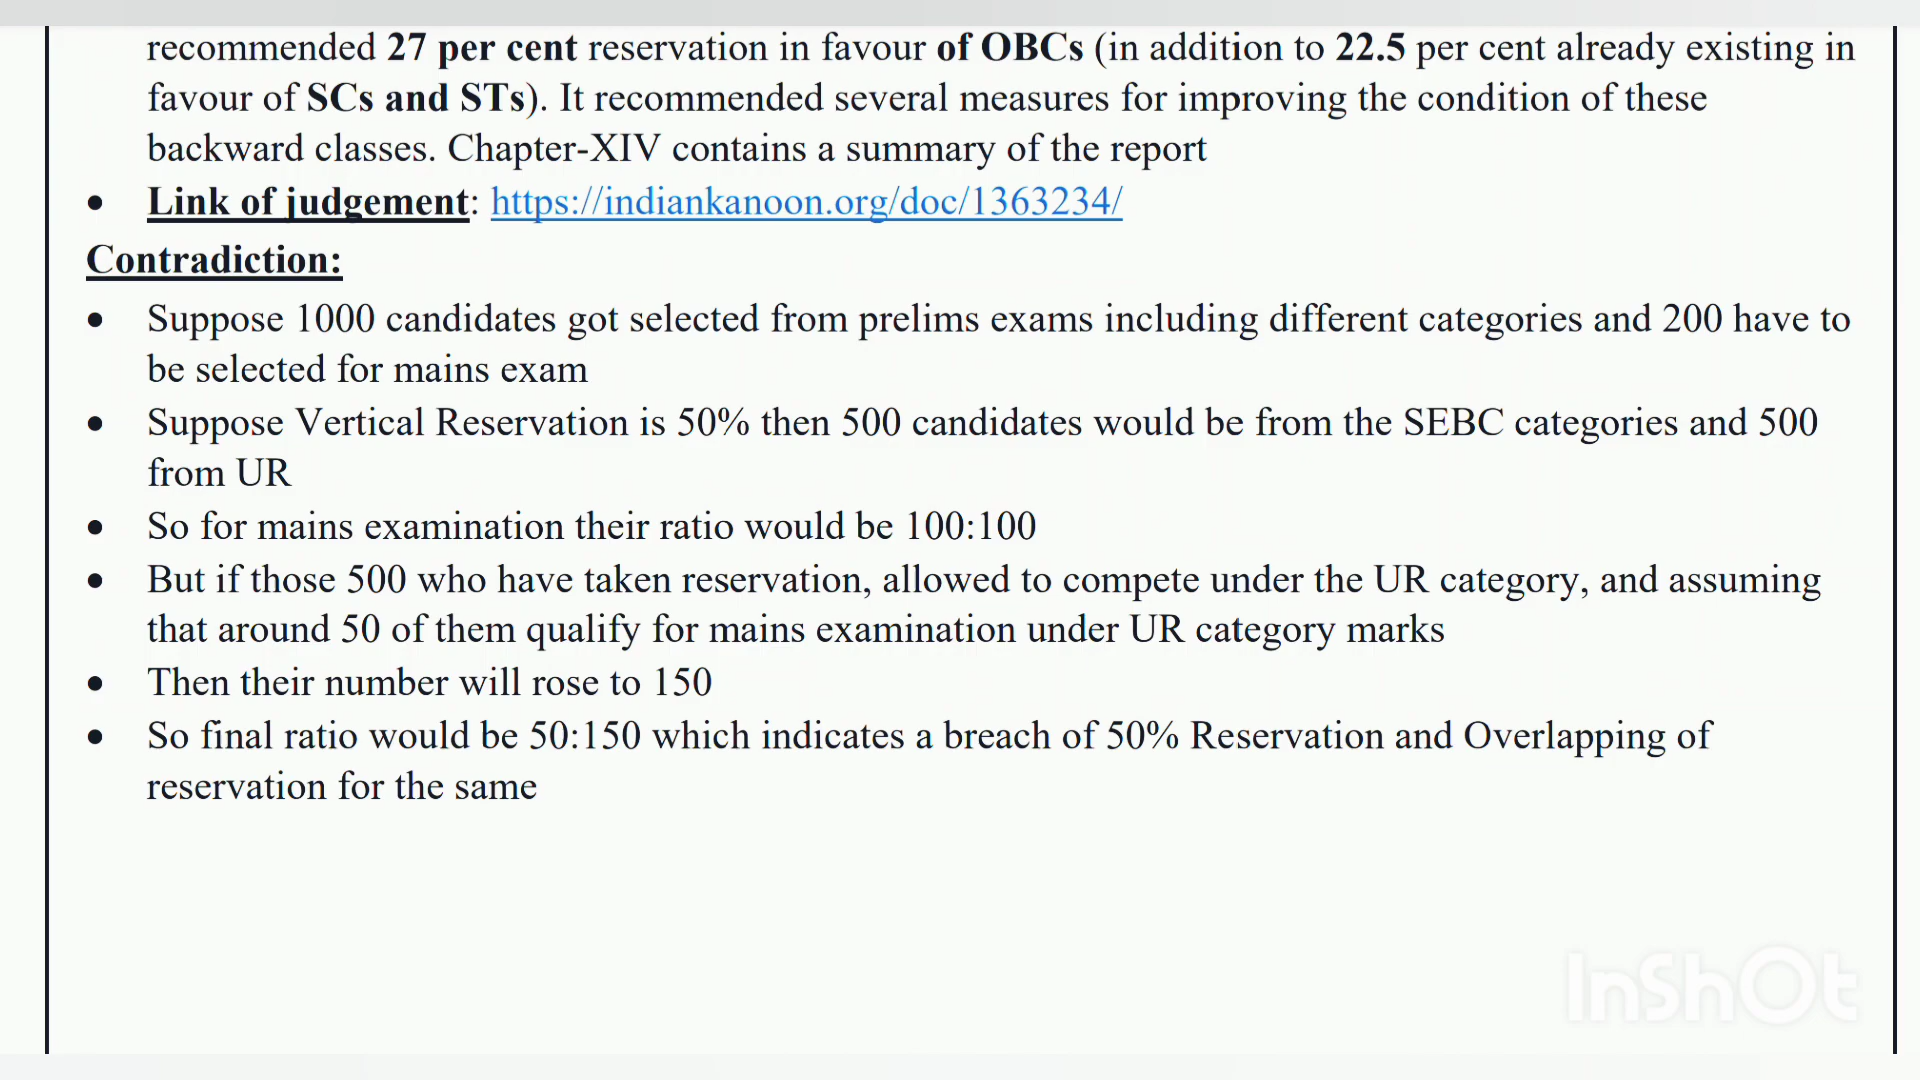 recommended 27 per cent reservation in favour of OBCs (in addition to 22.5 per cent already existing in
favour of SCs and STs). It recommended several measures for improving the condition of these
backward classes. Chapter-XIV contains a summary of the report
• Link of judgement: https://indiankanoon.org/doc/1363234/
Contradiction:
• Suppose 1000 candidates got selected from prelims exams including different categories and 200 have to
be selected for mains exam
• Suppose Vertical Reservation is 50% then 500 candidates would be from the SEBC categories and 500
from UR
• So for mains examination their ratio would be 100:100
• But if those 500 who have taken reservation, allowed to compete under the UR category, and assuming
that around 50 of them qualify for mains examination under UR category marks
• Then their number will rose to 150
• So final ratio would be 50:150 which indicates a breach of 50% Reservation and Overlapping of
reservation for the same
InShOt